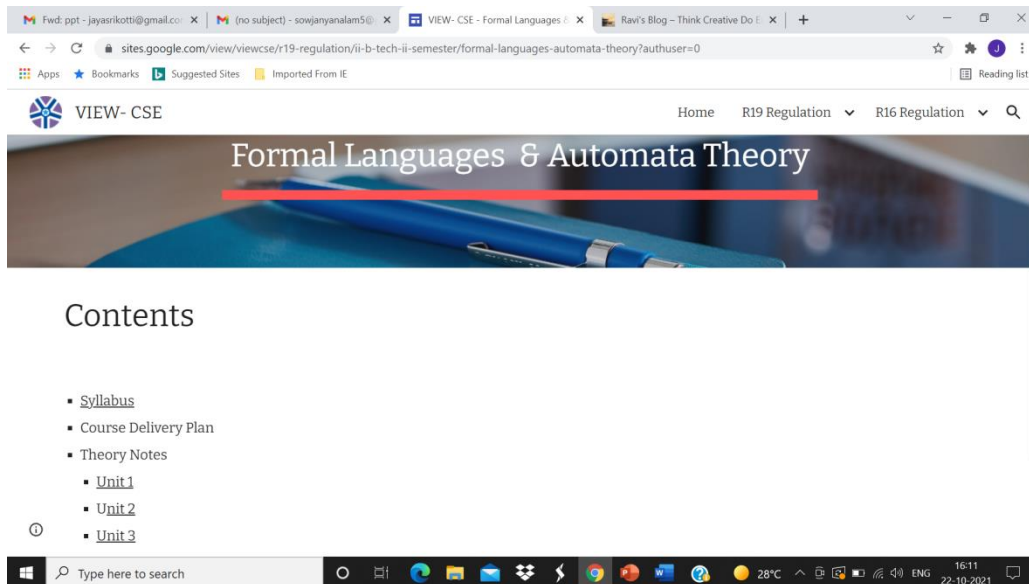 Fwd: ppt - jayasrikotti@gmail.co
(no subject) - sowjanyanalam5@
VIEW- CSE - Formal Languages &
Ravi's Blog – Think Creative Do E
sites.google.com/view/viewcse/r19-regulation/ii-b-tech-ii-semester/formal-languages-automata-theory?authuser=0
J
Apps Bookmarks Suggested Sites Imported From IE Reading list
VIEW- CSE Home R19 Regulation R16 Regulation
Formal Languages & Automata Theory
Contents
Syllabus
Course Delivery Plan
Theory Notes
Unit 1
Unit 2
Unit 3
Type here to search 28°C ENG 16:11
22-10-2021